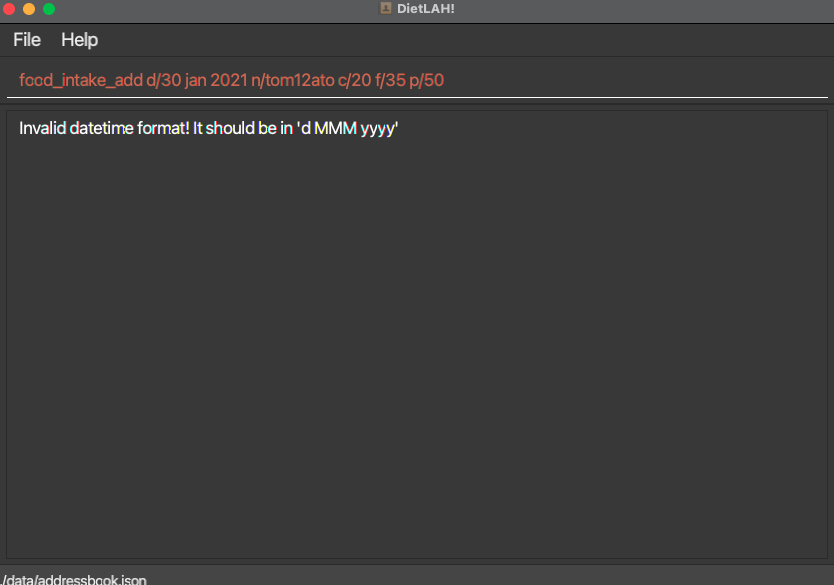 DietLAH!
File Help
food_intake_add d/30 jan 2021 n/tom12ato c/20 f/35 p/50
Invalid datetime format! It should be in 'd MMM yyyy'
./data/addressbook.json